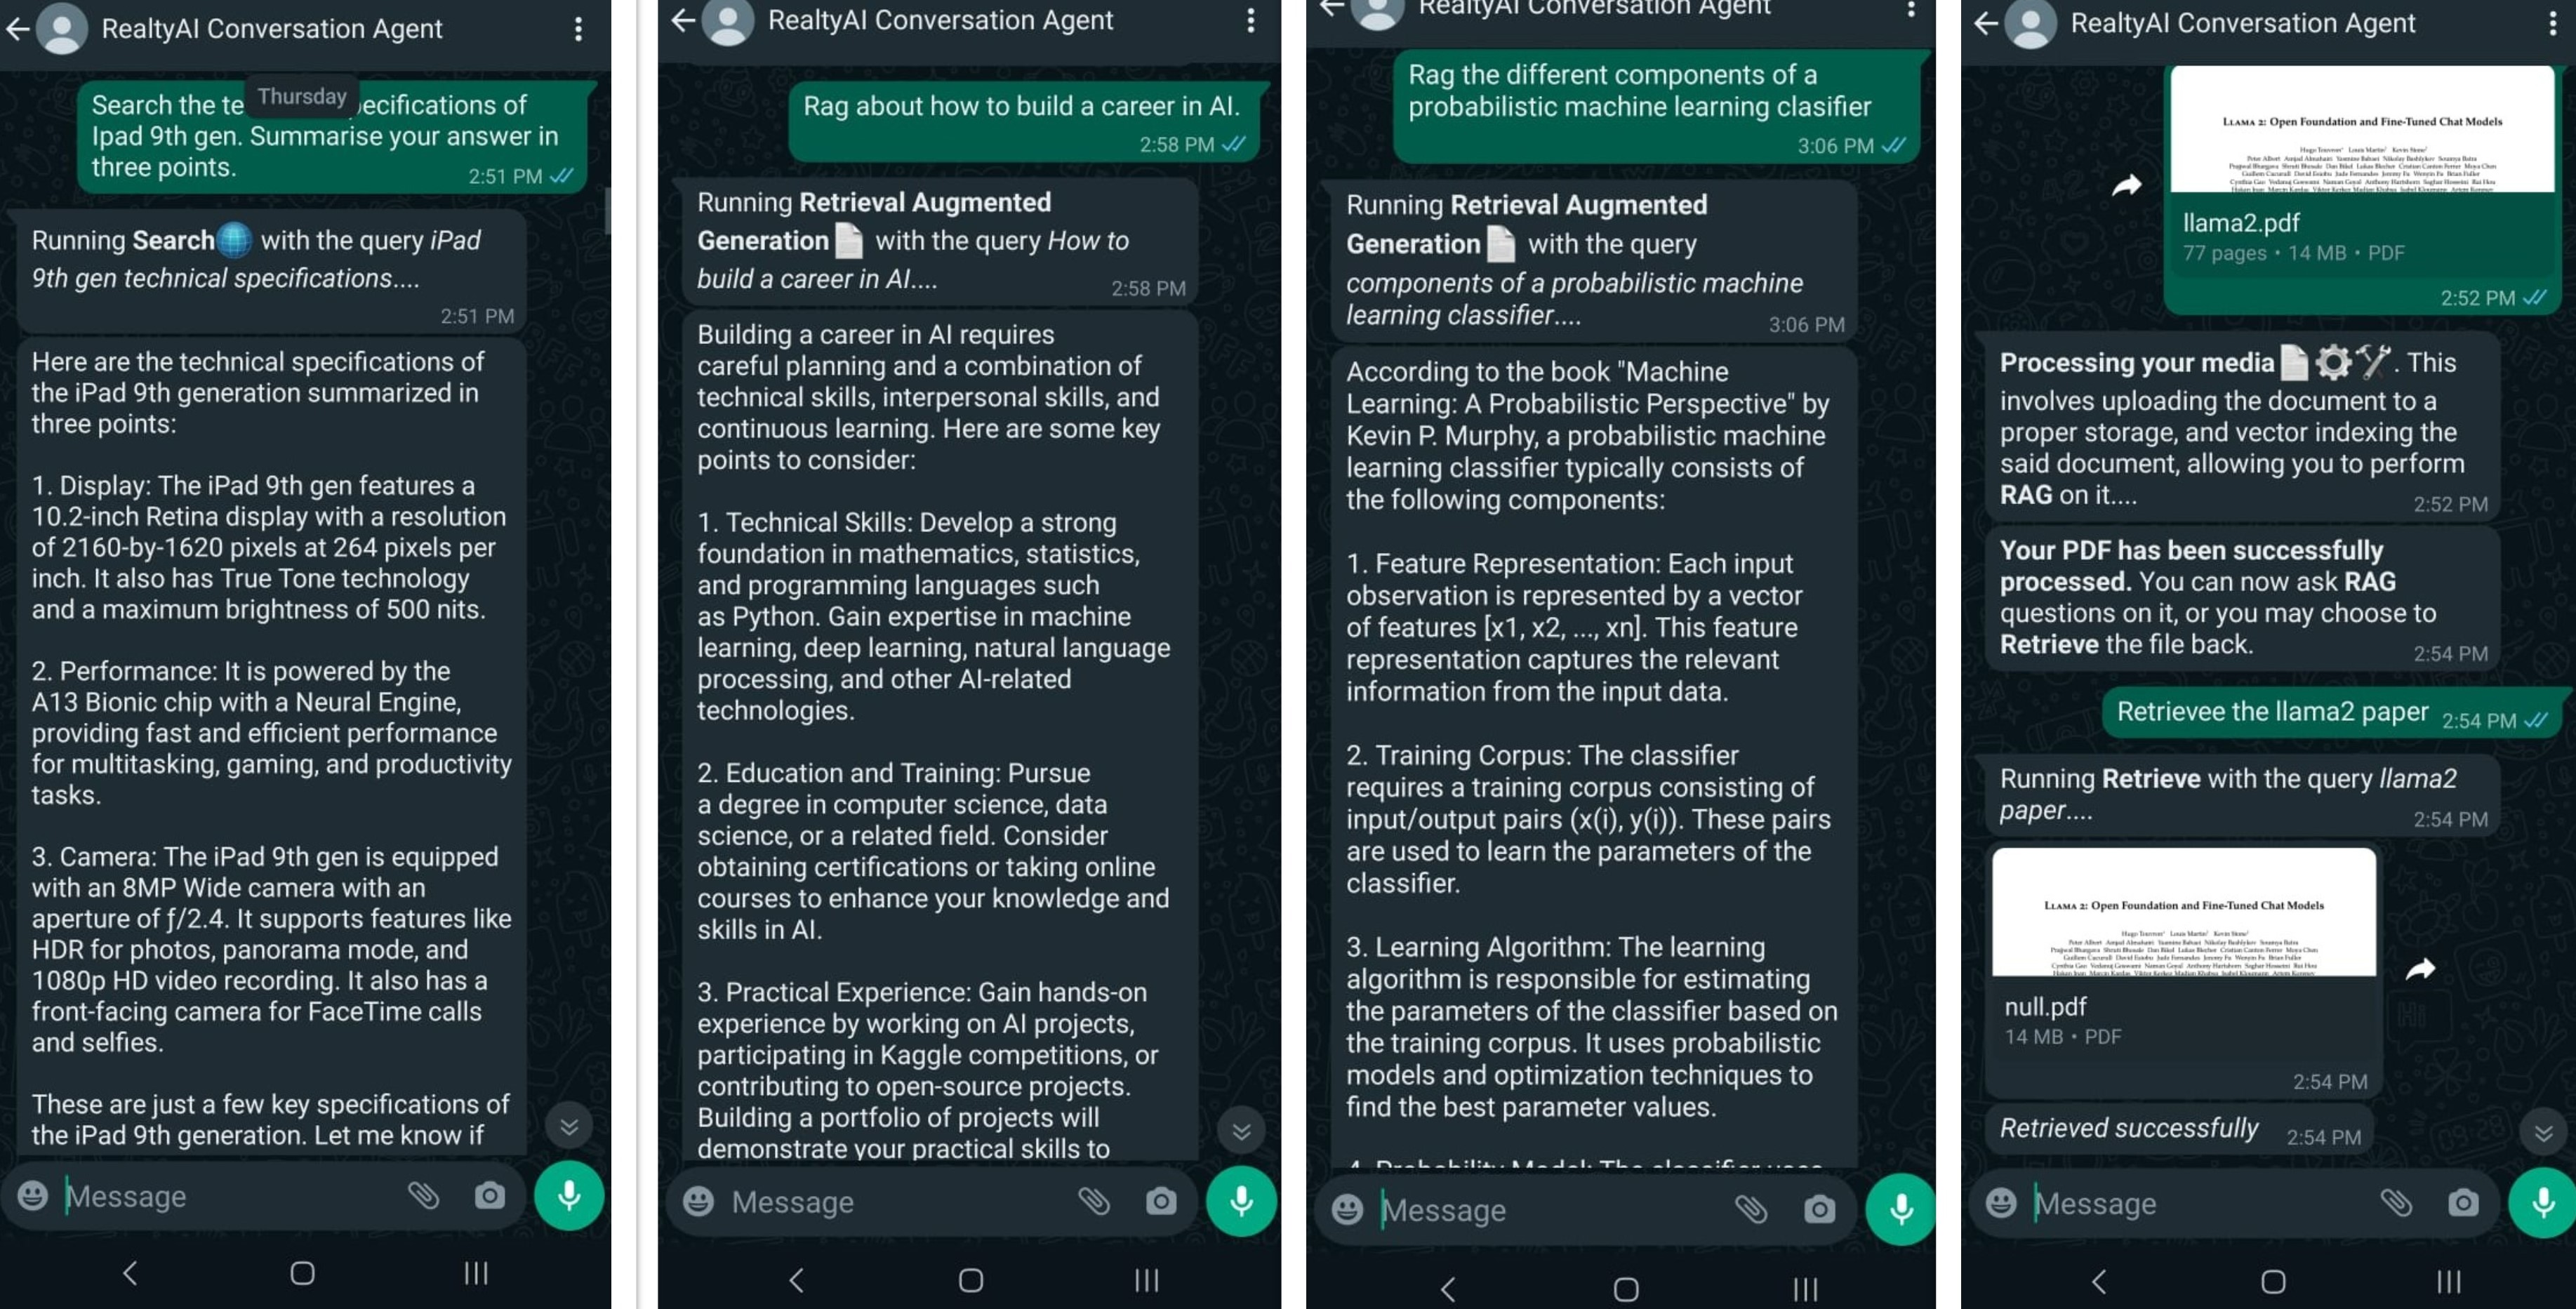 RealtyAI Conversation Agent
Thursday
Search the te ecifications of
Ipad 9th gen. Summarise your answer in
three points.
2:51 PM
Running Search with the query iPad
9th gen technical specifications....
2:51 PM
Here are the technical specifications of
the iPad 9th generation summarized in
three points:
1. Display: The iPad 9th gen features a
10.2-inch Retina display with a resolution
of 2160-by-1620 pixels at 264 pixels per
inch. It also has True Tone technology
and a maximum brightness of 500 nits.
2. Performance: It is powered by the
A13 Bionic chip with a Neural Engine,
providing fast and efficient performance
for multitasking, gaming, and productivity
tasks.
3. Camera: The iPad 9th gen is equipped
with an 8MP Wide camera with an
aperture of ƒ/2.4. It supports features like
HDR for photos, panorama mode, and
1080p HD video recording. It also has a
front-facing camera for FaceTime calls
and selfies.
These are just a few key specifications of
the iPad 9th generation. Let me know if
Message
RealtyAI Conversation Agent
Rag about how to build a career in AI.
2:58 PM
Running Retrieval Augmented
Generation with the query How to
build a career in AI....
2:58 PM
Building a career in AI requires
careful planning and a combination of
technical skills, interpersonal skills, and
continuous learning. Here are some key
points to consider:
1. Technical Skills: Develop a strong
foundation in mathematics, statistics,
and programming languages such
as Python. Gain expertise in machine
learning, deep learning, natural language
processing, and other AI-related
technologies.
2. Education and Training: Pursue
a degree in computer science, data
science, or a related field. Consider
obtaining certifications or taking online
courses to enhance your knowledge and
skills in AI.
3. Practical Experience: Gain hands-on
experience by working on AI projects,
participating in Kaggle competitions, or
contributing to open-source projects.
Building a portfolio of projects will
demonstrate your practical skills to
Message
RealtyAI Conversation Agent
Rag the different components of a
probabilistic machine learning clasifier
3:06 PM
Running Retrieval Augmented
Generation with the query
components of a probabilistic machine
learning classifier....
3:06 PM
According to the book "Machine
Learning: A Probabilistic Perspective" by
Kevin P. Murphy, a probabilistic machine
learning classifier typically consists of
the following components:
1. Feature Representation: Each input
observation is represented by a vector
of features [x1, x2, ..., xn]. This feature
representation captures the relevant
information from the input data.
2. Training Corpus: The classifier
requires a training corpus consisting of
input/output pairs (x(i), y(i)). These pairs
are used to learn the parameters of the
classifier.
3. Learning Algorithm: The learning
algorithm is responsible for estimating
the parameters of the classifier based on
the training corpus. It uses probabilistic
models and optimization techniques to
find the best parameter values.
4. Probability Model: The classifier uses
Message
RealtyAI Conversation Agent
LLAMA 2: Open Foundation and Fine-Tuned Chat Models
Hugo Touvron* Louis Martin† Kevin Stone†
llama2.pdf
77 pages • 14 MB • PDF
2:52 PM
Processing your media. This
involves uploading the document to a
proper storage, and vector indexing the
said document, allowing you to perform
RAG on it....
2:52 PM
Your PDF has been successfully
processed. You can now ask RAG
questions on it, or you may choose to
Retrieve the file back.
2:54 PM
Retrievee the llama2 paper
2:54 PM
Running Retrieve with the query llama2
paper....
2:54 PM
LLAMA 2: Open Foundation and Fine-Tuned Chat Models
Hugo Touvron* Louis Martin† Kevin Stone†
null.pdf
14 MB • PDF
2:54 PM
Retrieved successfully
2:54 PM
Message